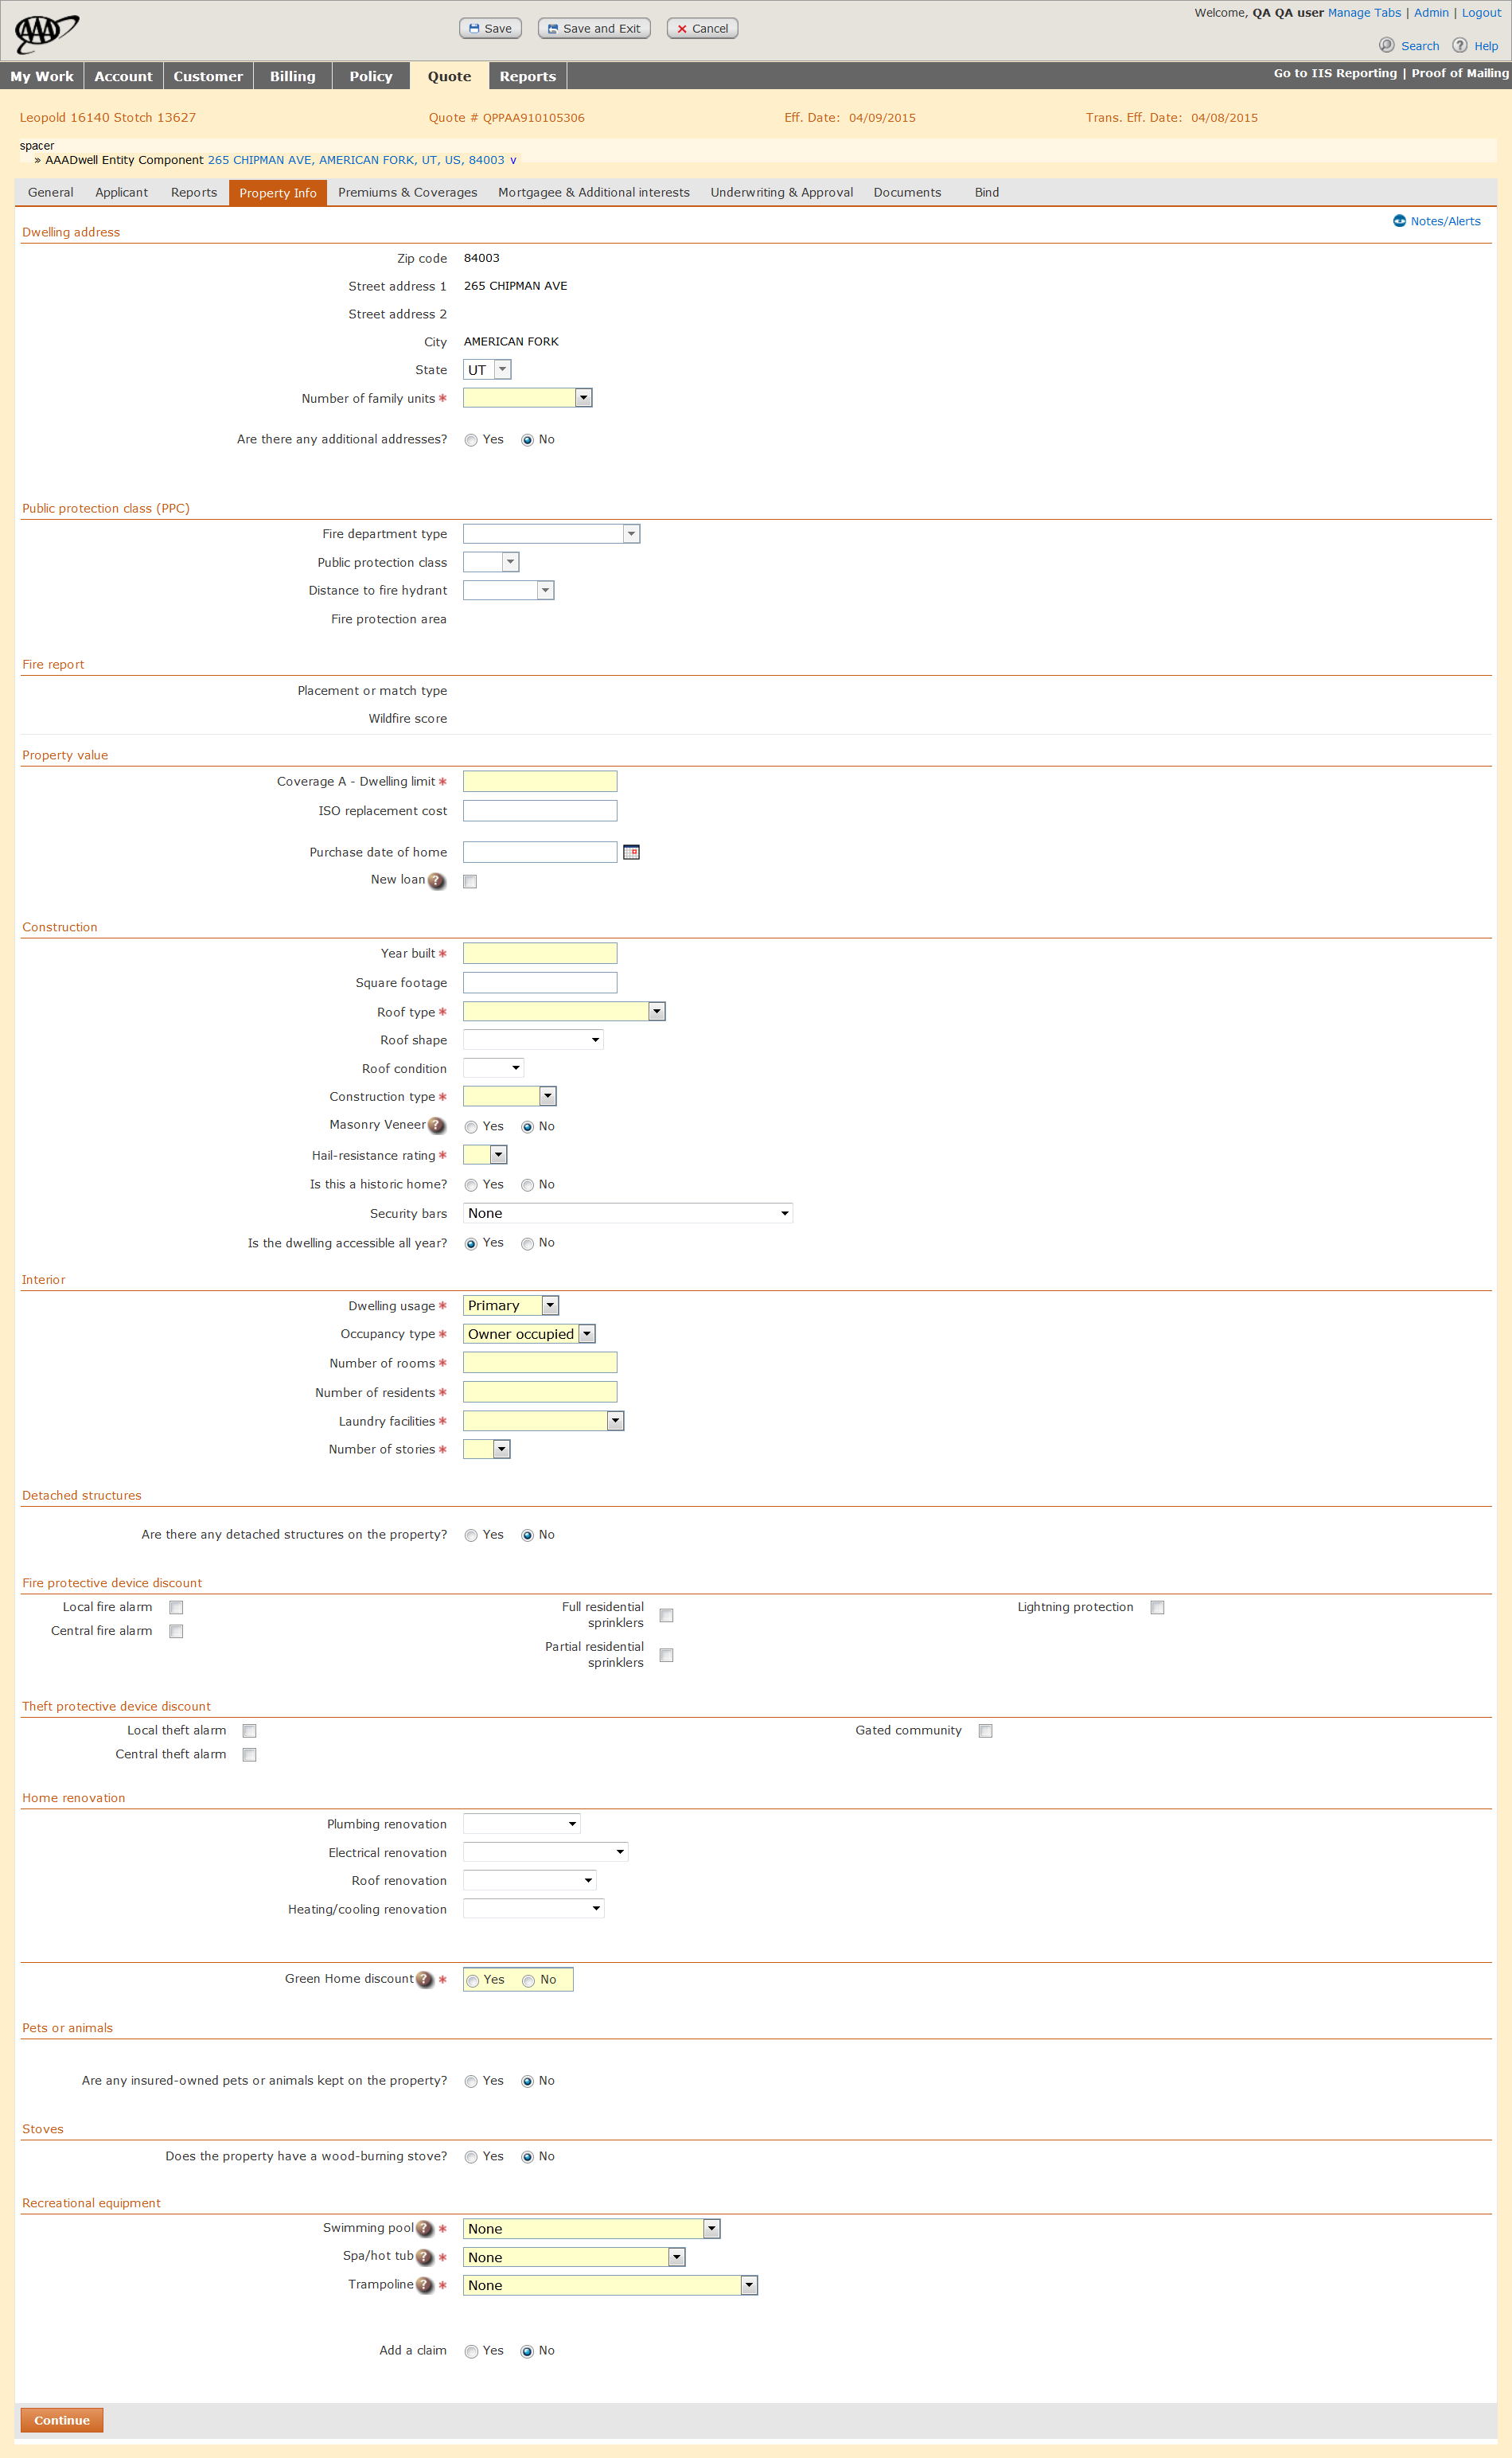 Welcome, QA QA user Manage Tabs | Admin | Logout
AAA
Save Save and Exit Cancel
Search Help
My Work Account Customer Billing Policy Quote Reports Go to IIS Reporting | Proof of Mailing
Leopold 16140 Stotch 13627 Quote # QPPAA910105306 Eff. Date: 04/09/2015 Trans. Eff. Date: 04/08/2015
spacer
» AAADwell Entity Component 265 CHIPMAN AVE, AMERICAN FORK, UT, US, 84003 v
General Applicant Reports Property Info Premiums & Coverages Mortgagee & Additional interests Underwriting & Approval Documents Bind
Notes/Alerts
Dwelling address
Zip code 84003
Street address 1 265 CHIPMAN AVE
Street address 2
City AMERICAN FORK
State UT
Number of family units *
Are there any additional addresses? Yes No
Public protection class (PPC)
Fire department type
Public protection class
Distance to fire hydrant
Fire protection area
Fire report
Placement or match type
Wildfire score
Property value
Coverage A - Dwelling limit *
ISO replacement cost
Purchase date of home
New loan ?
Construction
Year built *
Square footage
Roof type *
Roof shape
Roof condition
Construction type *
Masonry Veneer ? Yes No
Hail-resistance rating *
Is this a historic home? Yes No
Security bars None
Is the dwelling accessible all year? Yes No
Interior
Dwelling usage * Primary
Occupancy type * Owner occupied
Number of rooms *
Number of residents *
Laundry facilities *
Number of stories *
Detached structures
Are there any detached structures on the property? Yes No
Fire protective device discount
Local fire alarm Full residential sprinklers Lightning protection
Central fire alarm Partial residential sprinklers
Theft protective device discount
Local theft alarm Gated community
Central theft alarm
Home renovation
Plumbing renovation
Electrical renovation
Roof renovation
Heating/cooling renovation
Green Home discount ? * Yes No
Pets or animals
Are any insured-owned pets or animals kept on the property? Yes No
Stoves
Does the property have a wood-burning stove? Yes No
Recreational equipment
Swimming pool ? * None
Spa/hot tub ? * None
Trampoline ? * None
Add a claim Yes No
Continue